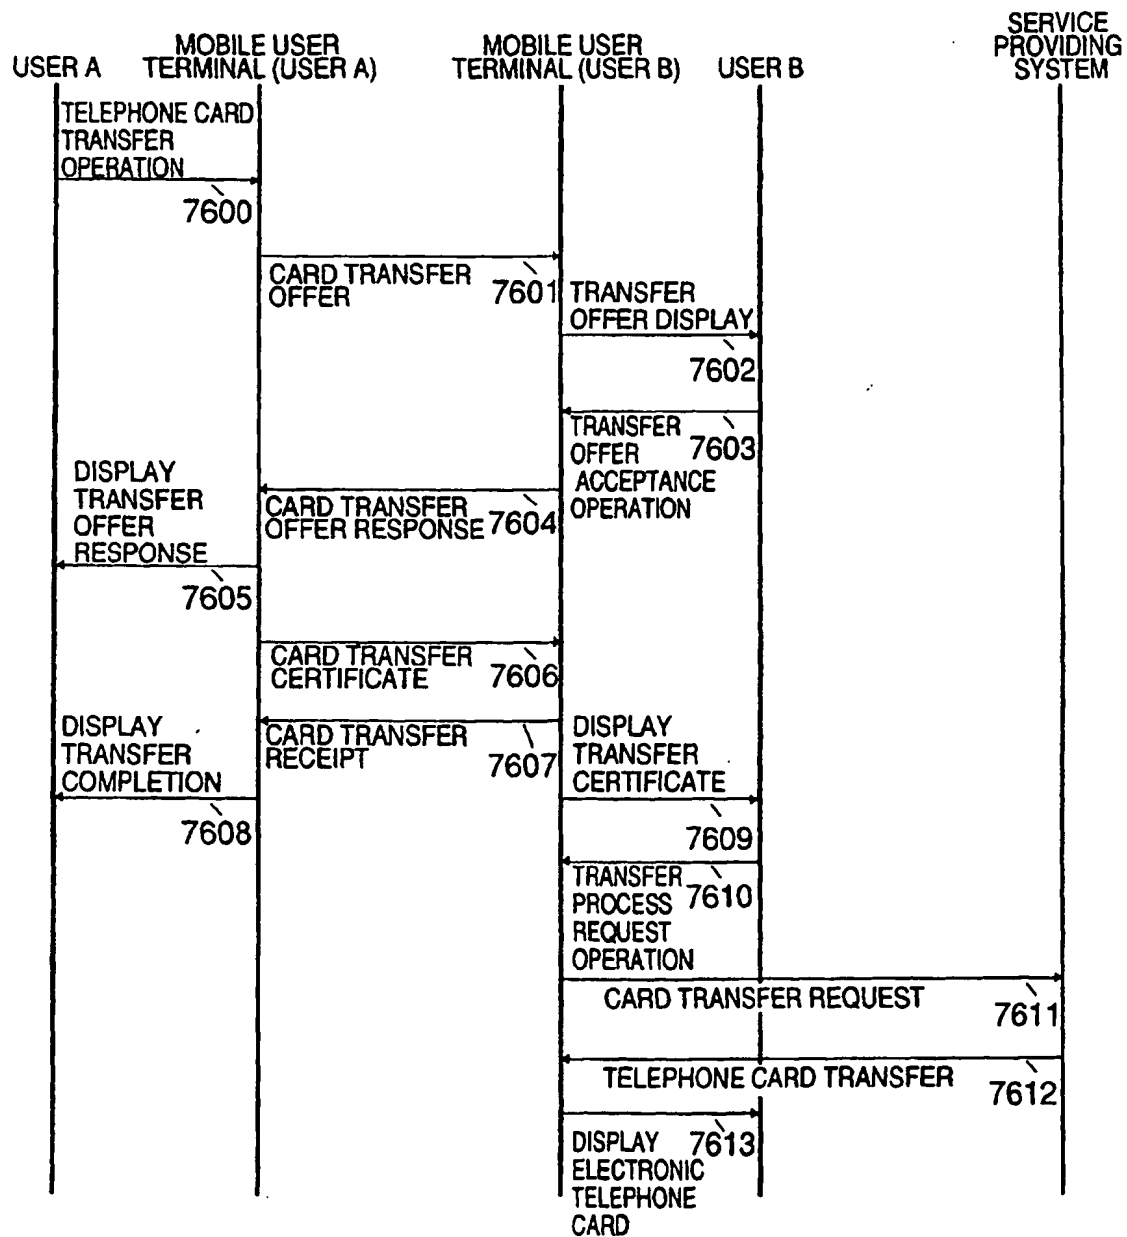 USER A
MOBILE USER
TERMINAL (USER A)
MOBILE USER
TERMINAL (USER B)
USER B
SERVICE
PROVIDING
SYSTEM
TELEPHONE CARD
TRANSFER
OPERATION
7600
CARD TRANSFER
OFFER
7601
TRANSFER
OFFER DISPLAY
7602
TRANSFER
OFFER
ACCEPTANCE
OPERATION
7603
CARD TRANSFER
OFFER RESPONSE
7604
DISPLAY
TRANSFER
OFFER
RESPONSE
7605
CARD TRANSFER
CERTIFICATE
7606
CARD TRANSFER
RECEIPT
7607
DISPLAY
TRANSFER
COMPLETION
7608
DISPLAY
TRANSFER
CERTIFICATE
7609
TRANSFER
PROCESS
REQUEST
OPERATION
7610
CARD TRANSFER REQUEST
7611
TELEPHONE CARD TRANSFER
7612
DISPLAY
ELECTRONIC
TELEPHONE
CARD
7613